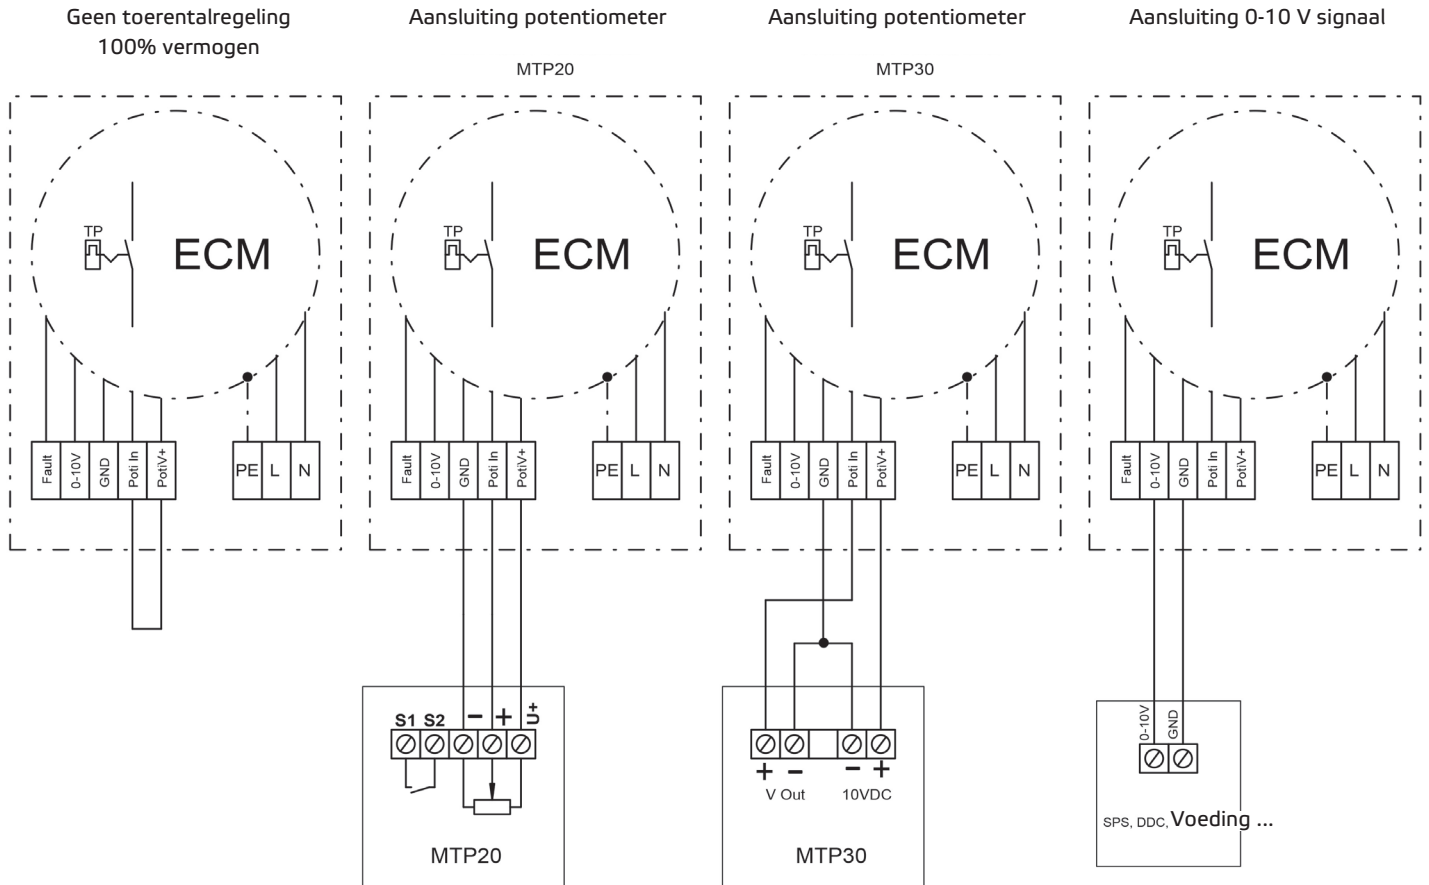 Geen toerentalregeling
100% vermogen
TP
ECM
Fault
0-10V
GND
Poti In
PotiV+
PE
L
N
Aansluiting potentiometer
MTP20
TP
ECM
Fault
0-10V
GND
Poti In
PotiV+
PE
L
N
S1 S2 − + U+
MTP20
Aansluiting potentiometer
MTP30
TP
ECM
Fault
0-10V
GND
Poti In
PotiV+
PE
L
N
+ − − +
V Out 10VDC
MTP30
Aansluiting 0-10 V signaal
TP
ECM
Fault
0-10V
GND
Poti In
PotiV+
PE
L
N
0-10V
GND
SPS, DDC, Voeding ...